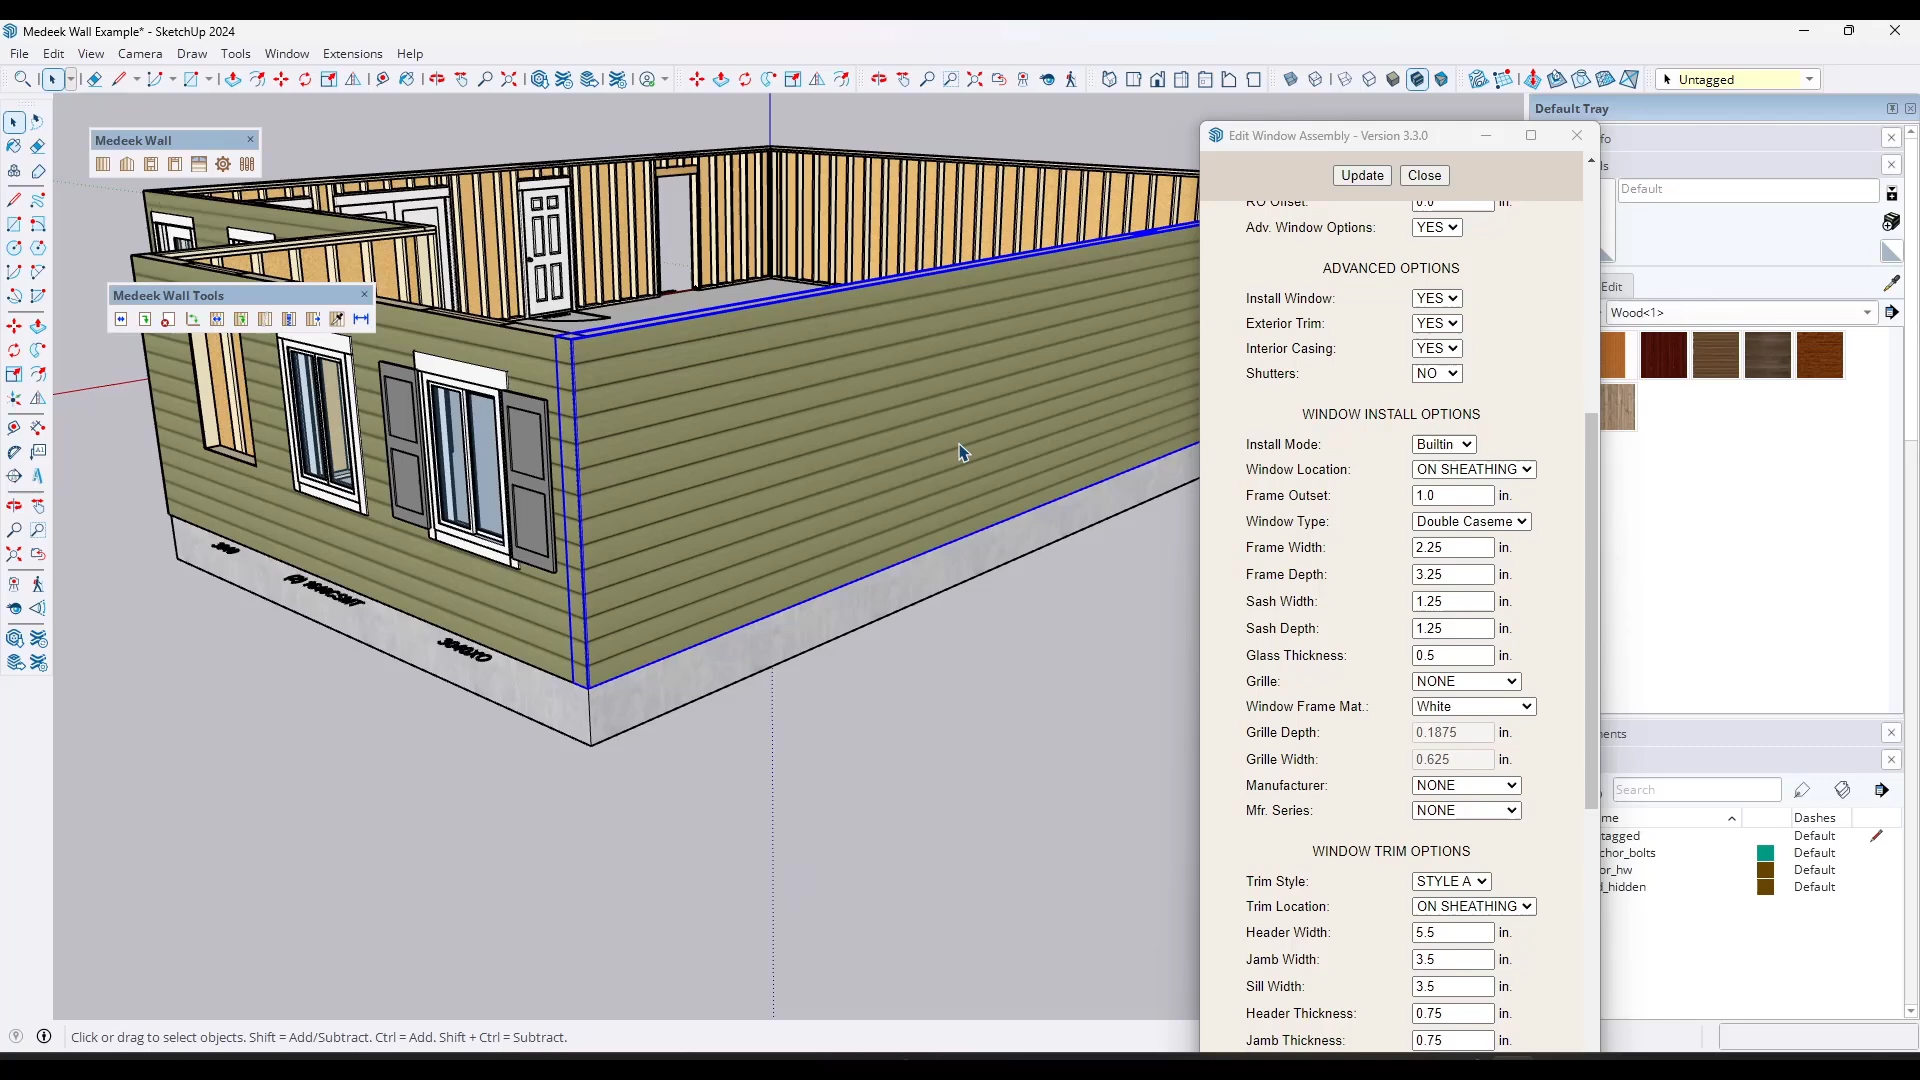 Medeek Wall Example* - SketchUp 2024
File Edit View Camera Draw Tools Window Extensions Help
Untagged
Default Tray
Medeek Wall
Edit Window Assembly - Version 3.3.0
Update Close
Default
RO Offset: 0.0 in.
Adv. Window Options: YES
ADVANCED OPTIONS
Edit
Medeek Wall Tools
Install Window: YES
Wood<1>
Exterior Trim: YES
Interior Casing: YES
Shutters: NO
WINDOW INSTALL OPTIONS
Install Mode: Builtin
Window Location: ON SHEATHING
Frame Outset: 1.0 in.
Window Type: Double Caseme
Frame Width: 2.25 in.
Frame Depth: 3.25 in.
Sash Width: 1.25 in.
Sash Depth: 1.25 in.
Glass Thickness: 0.5 in.
Grille: NONE
Window Frame Mat.: White
Grille Depth: 0.1875 in.
Grille Width: 0.625 in.
Manufacturer: NONE
Search
Mfr. Series: NONE
Dashes
Default
Default
WINDOW TRIM OPTIONS
Default
Trim Style: STYLE A
Default
Trim Location: ON SHEATHING
Header Width: 5.5 in.
Jamb Width: 3.5 in.
Sill Width: 3.5 in.
Header Thickness: 0.75 in.
Jamb Thickness: 0.75 in.
Click or drag to select objects. Shift = Add/Subtract. Ctrl = Add. Shift + Ctrl = Subtract.